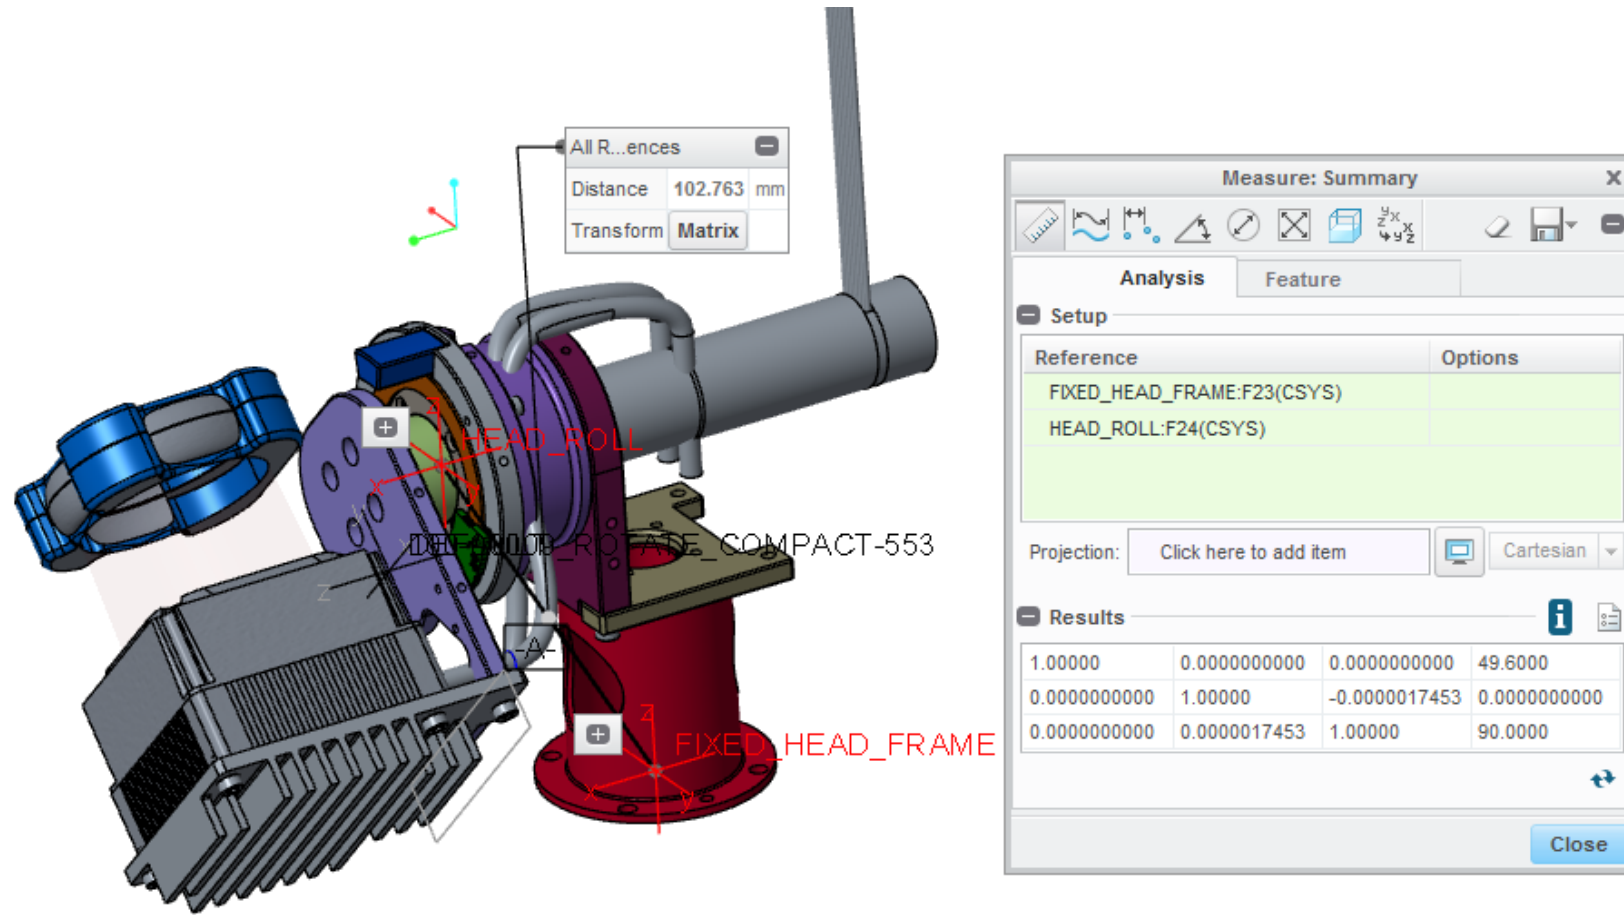 All R...ences
Distance 102.763 mm
Transform Matrix
z
HEAD_ROLL
x
y
z
-A-
z
FIXED_HEAD_FRAME
x
y
Measure: Summary
Analysis Feature
Setup
Reference Options
FIXED_HEAD_FRAME:F23(CSYS)
HEAD_ROLL:F24(CSYS)
Projection: Click here to add item Cartesian
Results
1.00000 0.0000000000 0.0000000000 49.6000
0.0000000000 1.00000 -0.0000017453 0.0000000000
0.0000000000 0.0000017453 1.00000 90.0000
Close